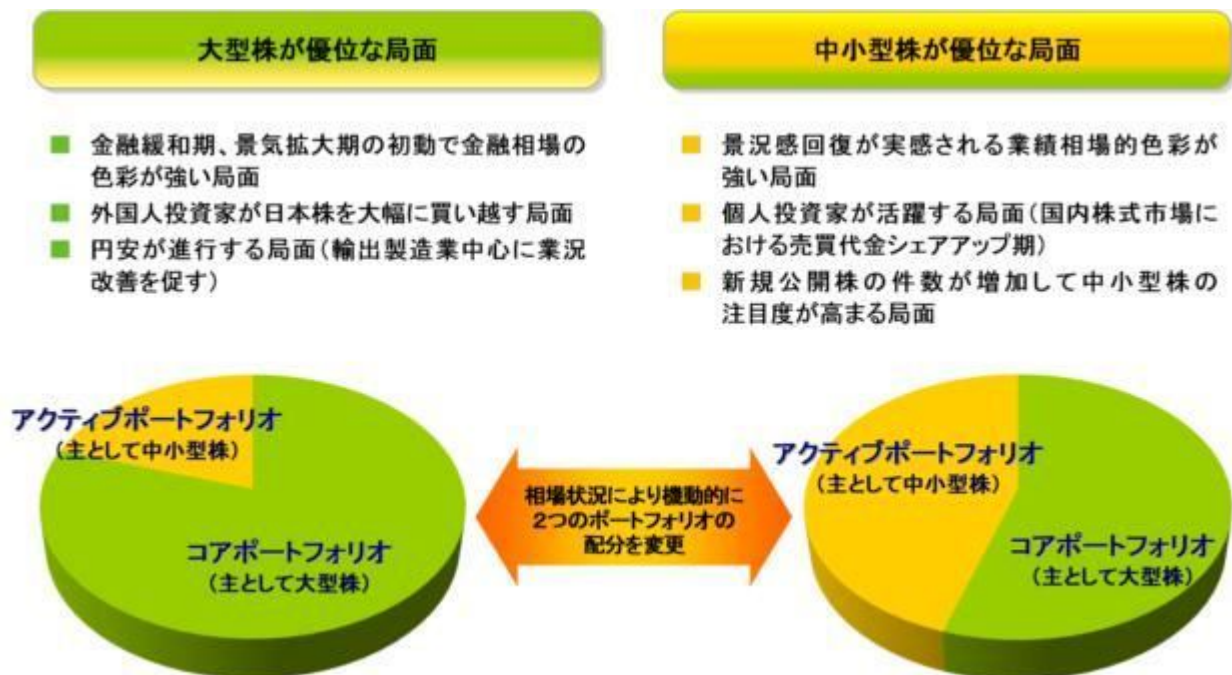 大型株が優位な局面
金融緩和期、景気拡大期の初動で金融相場の
色彩が強い局面
外国人投資家が日本株を大幅に買い越す局面
円安が進行する局面（輸出製造業中心に業況
改善を促す）
中小型株が優位な局面
景況感回復が実感される業績相場的色彩が
強い局面
個人投資家が活躍する局面（国内株式市場に
おける売買代金シェアアップ期）
新規公開株の件数が増加して中小型株の
注目度が高まる局面
アクティブポートフォリオ
（主として中小型株）
コアポートフォリオ
（主として大型株）
相場状況により機動的に
2つのポートフォリオの
配分を変更
アクティブポートフォリオ
（主として中小型株）
コアポートフォリオ
（主として大型株）